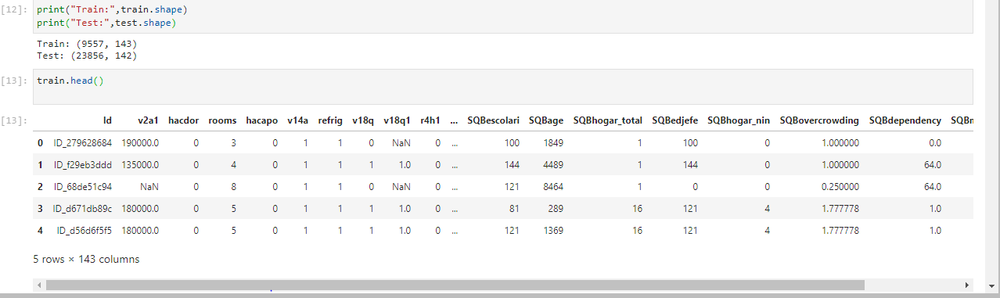 [12]: print("Train:",train.shape)
print("Test:",test.shape)
Train: (9557, 143)
Test: (23856, 142)
[13]: train.head()
[13]: Id v2a1 hacdor rooms hacapo v14a refrig v18q v18q1 r4h1 ... SQBescolari SQBage SQBhogar_total SQBedjefe SQBhogar_nin SQBovercrowding SQBdependency SQBm
0 ID_279628684 190000.0 0 3 0 1 1 0 NaN 0 ... 100 1849 1 100 0 1.000000 0.0
1 ID_f29eb3ddd 135000.0 0 4 0 1 1 1 1.0 0 ... 144 4489 1 144 0 1.000000 64.0
2 ID_68de51c94 NaN 0 8 0 1 1 0 NaN 0 ... 121 8464 1 0 0 0.250000 64.0
3 ID_d671db89c 180000.0 0 5 0 1 1 1 1.0 0 ... 81 289 16 121 4 1.777778 1.0
4 ID_d56d6f5f5 180000.0 0 5 0 1 1 1 1.0 0 ... 121 1369 16 121 4 1.777778 1.0
5 rows × 143 columns